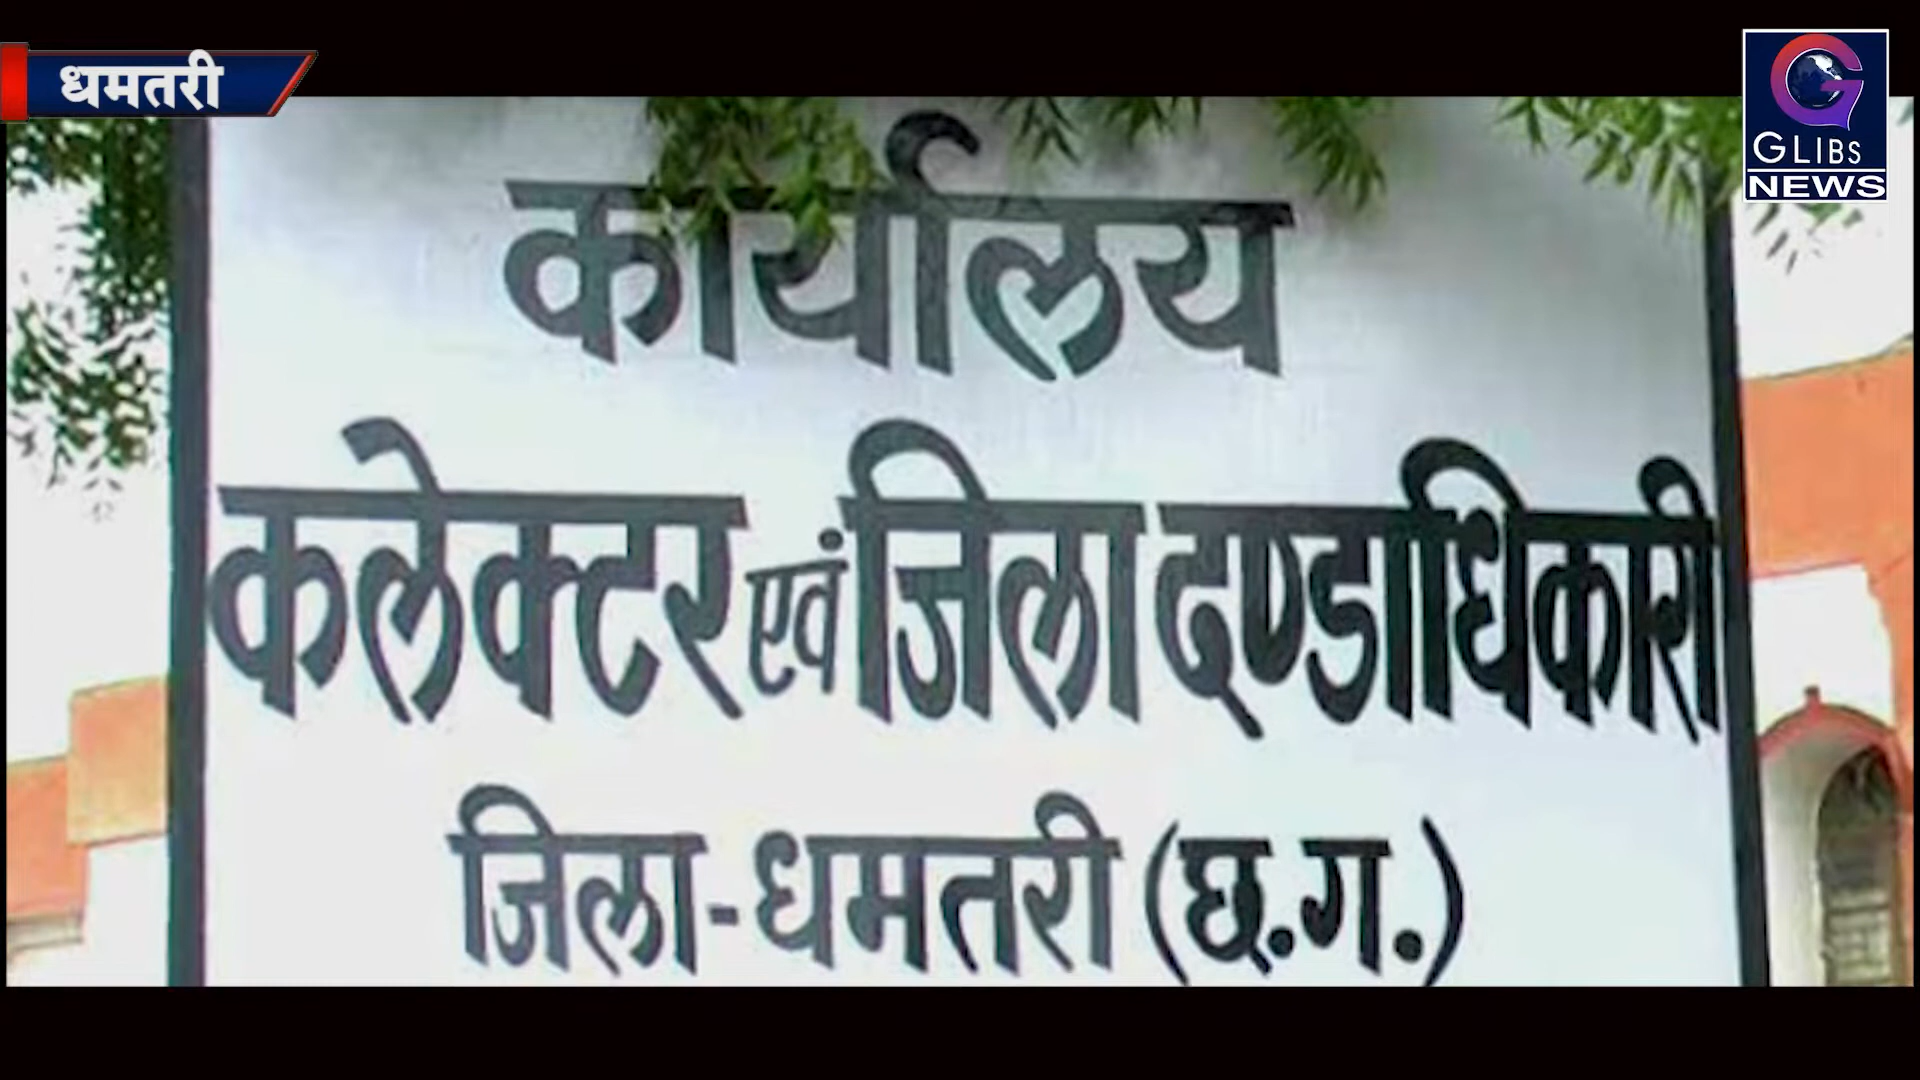 धमतरी
GLIBS
NEWS
कार्यालय
कलेक्टर एवं जिला दण्डाधिकारी
जिला-धमतरी (छ.ग.)